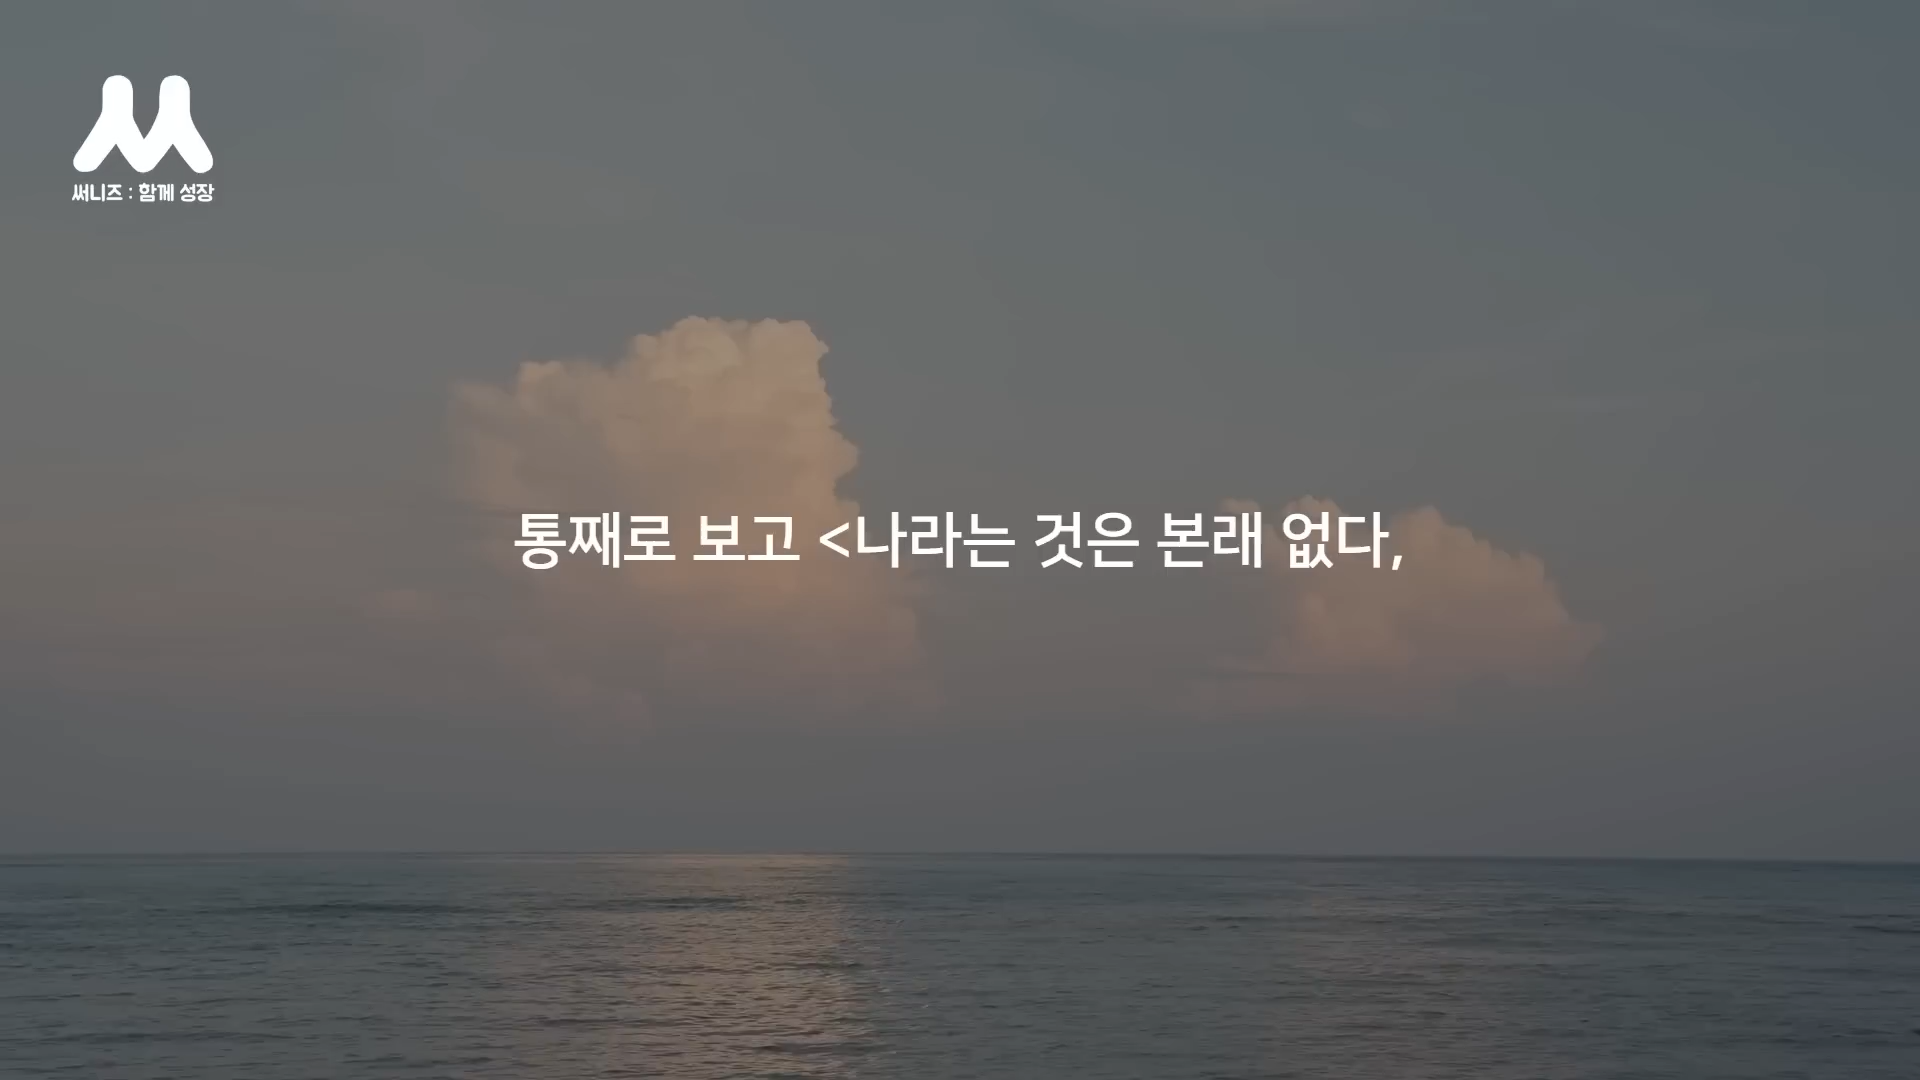 써니즈 : 함께 성장
통째로 보고 <나라는 것은 본래 없다,